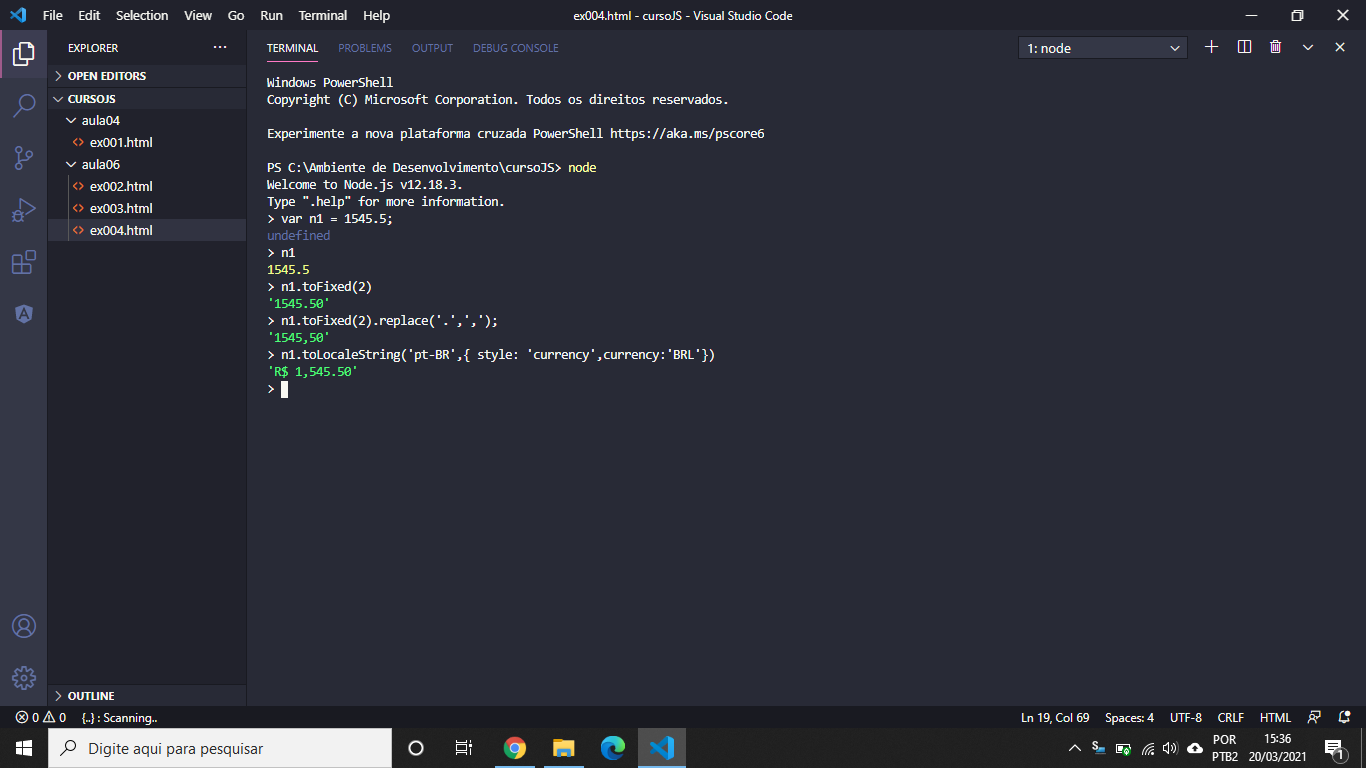 File Edit Selection View Go Run Terminal Help
ex004.html - cursoJS - Visual Studio Code
EXPLORER ···
OPEN EDITORS
CURSOJS
aula04
ex001.html
aula06
ex002.html
ex003.html
ex004.html
OUTLINE
TERMINAL PROBLEMS OUTPUT DEBUG CONSOLE
1: node
Windows PowerShell
Copyright (C) Microsoft Corporation. Todos os direitos reservados.
Experimente a nova plataforma cruzada PowerShell https://aka.ms/pscore6
PS C:\Ambiente de Desenvolvimento\cursoJS> node
Welcome to Node.js v12.18.3.
Type ".help" for more information.
> var n1 = 1545.5;
undefined
> n1
1545.5
> n1.toFixed(2)
'1545.50'
> n1.toFixed(2).replace('.',',');
'1545,50'
> n1.toLocaleString('pt-BR',{ style: 'currency',currency:'BRL'})
'R$ 1,545.50'
>
0 0 {..} : Scanning..
Ln 19, Col 69 Spaces: 4 UTF-8 CRLF HTML
Digite aqui para pesquisar
POR
PTB2
15:36
20/03/2021
1